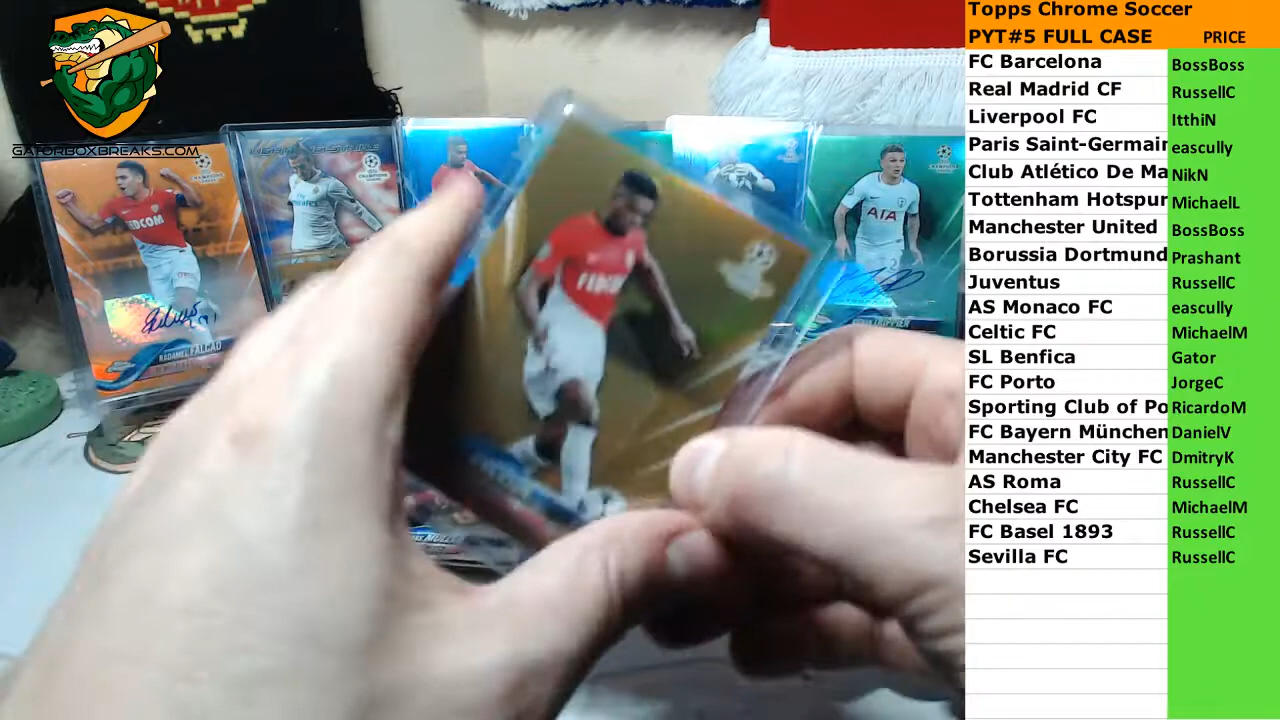 Topps Chrome Soccer
PYT#5 FULL CASE PRICE
FC Barcelona BossBoss
Real Madrid CF RussellC
Liverpool FC ItthiN
Paris Saint-Germair eascully
Club Atlético De Ma NikN
Tottenham Hotspur MichaelL
Manchester United BossBoss
Borussia Dortmund Prashant
Juventus RussellC
AS Monaco FC eascully
Celtic FC MichaelM
SL Benfica Gator
FC Porto JorgeC
Sporting Club of Po RicardoM
FC Bayern München DanielV
Manchester City FC DmitryK
AS Roma RussellC
Chelsea FC MichaelM
FC Basel 1893 RussellC
Sevilla FC RussellC
GATORBOXBREAKS.COM
RADAMEL FALCAO
AIA